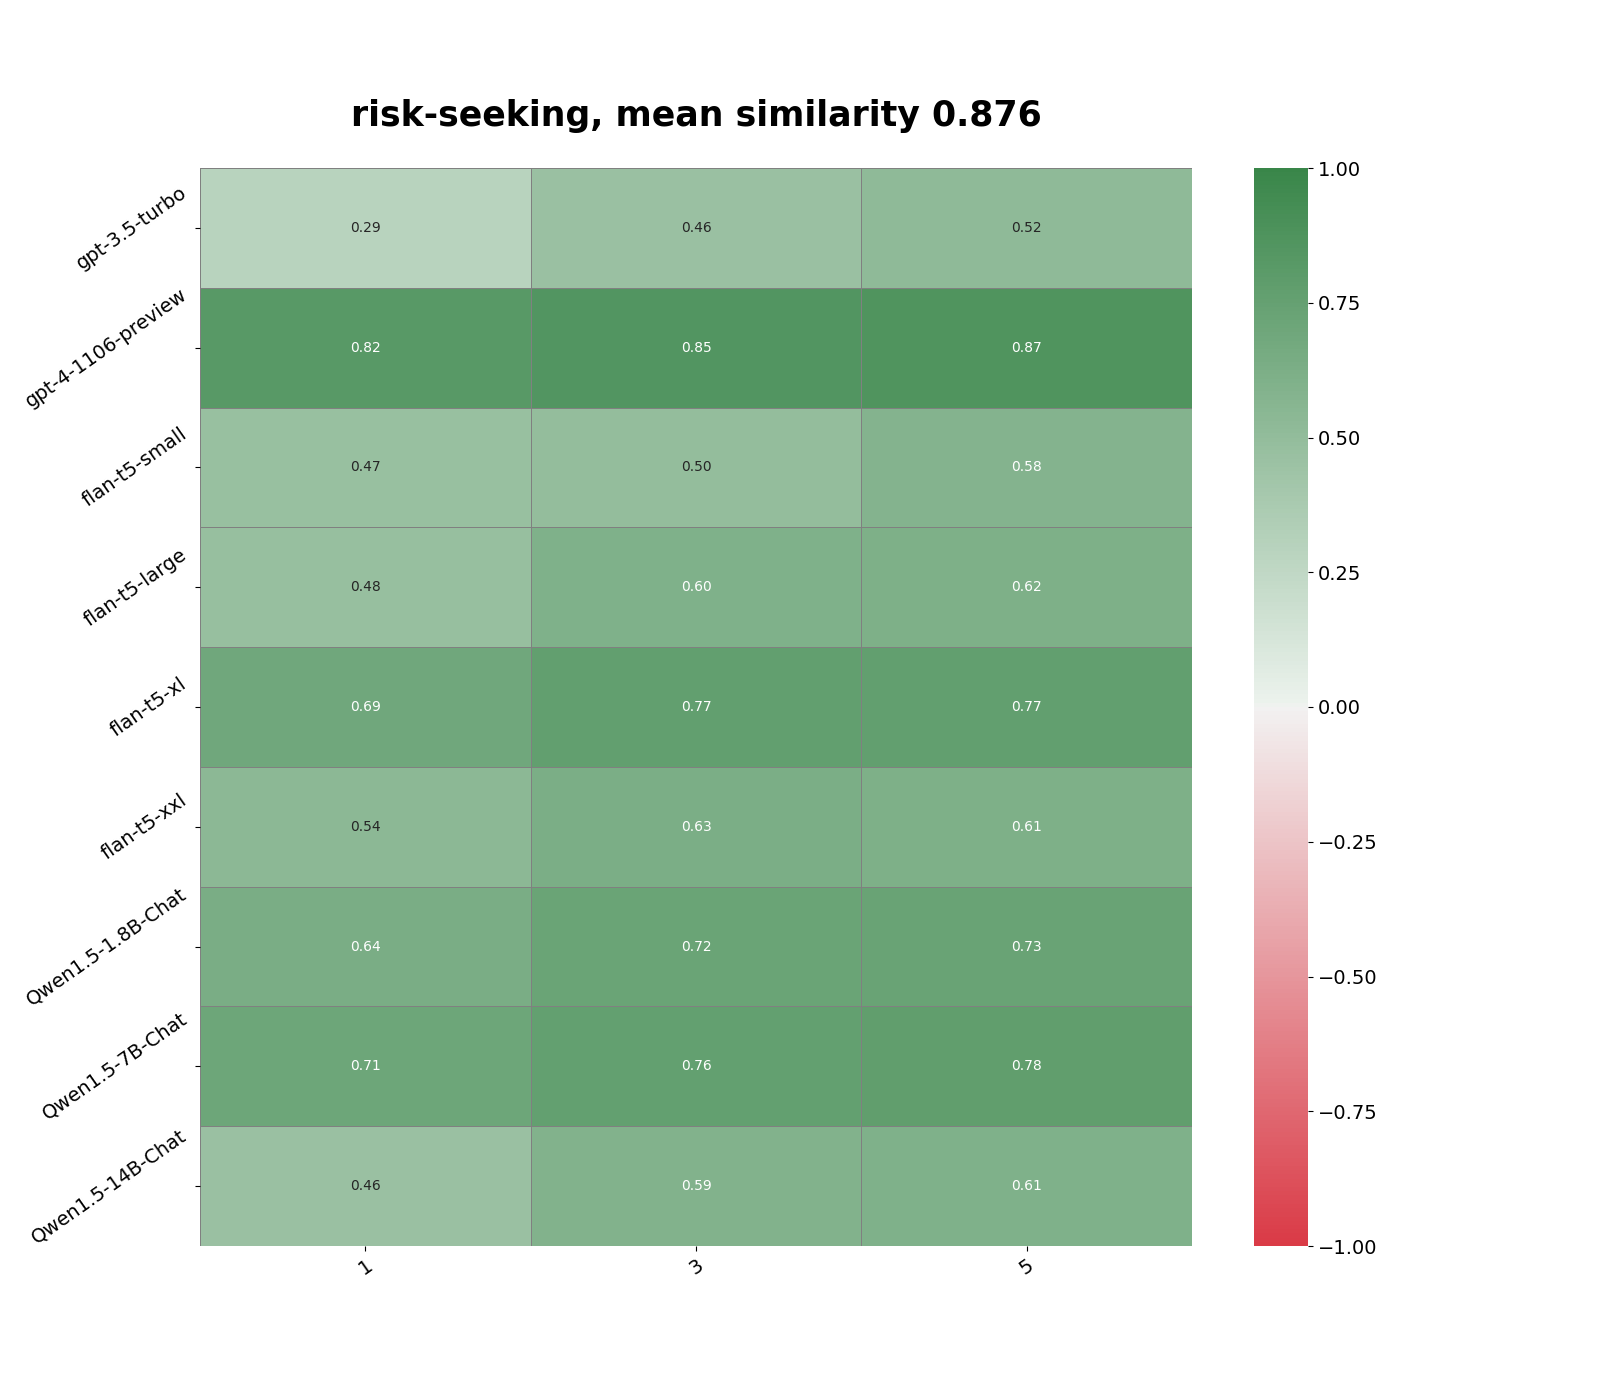 risk-seeking, mean similarity 0.876
gpt-3.5-turbo 0.29 0.46 0.52
gpt-4-1106-preview 0.82 0.85 0.87
flan-t5-small 0.47 0.50 0.58
flan-t5-large 0.48 0.60 0.62
flan-t5-xl 0.69 0.77 0.77
flan-t5-xxl 0.54 0.63 0.61
Qwen1.5-1.8B-Chat 0.64 0.72 0.73
Qwen1.5-7B-Chat 0.71 0.76 0.78
Qwen1.5-14B-Chat 0.46 0.59 0.61
1 3 5
1.00
0.75
0.50
0.25
0.00
−0.25
−0.50
−0.75
−1.00